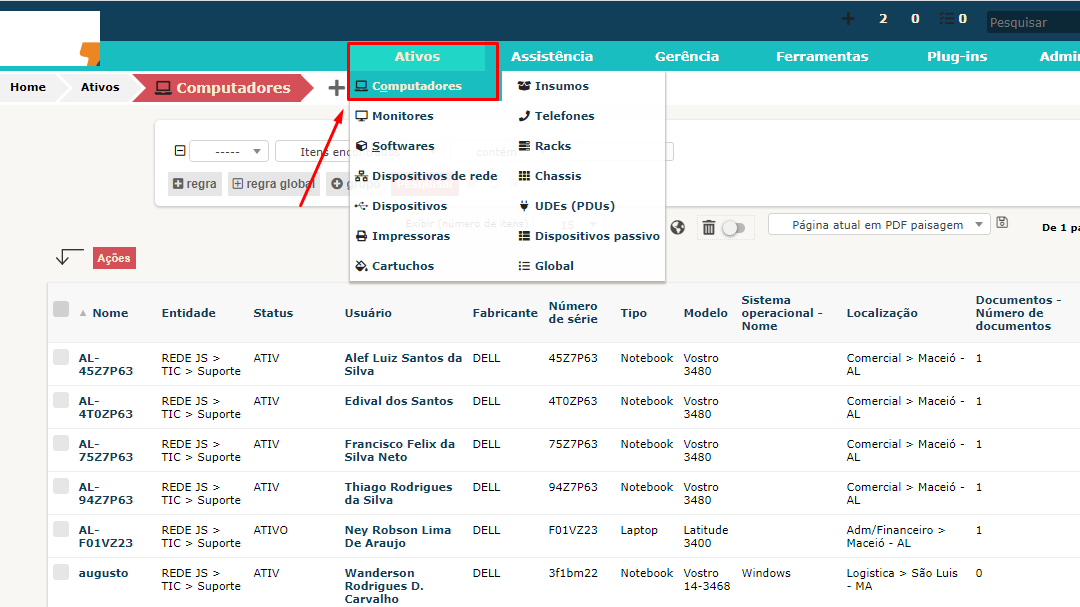 2 0 0 Pesquisar
Ativos Assistência Gerência Ferramentas Plug-ins Admi
Home Ativos Computadores
Computadores Insumos
Monitores Telefones
Softwares Racks
Dispositivos de rede Chassis
Dispositivos UDEs (PDUs)
Impressoras Dispositivos passivo
Cartuchos Global
----- Itens enc conté
regra regra global grupo
Exibir (número de itens) 15
Página atual em PDF paisagem De 1 pa
Ações
Nome Entidade Status Usuário Fabricante Número de série Tipo Modelo Sistema operacional - Nome Localização Documentos - Número de documentos
AL- REDE JS > ATIV Alef Luiz Santos da DELL 45Z7P63 Notebook Vostro Comercial > Maceió - 1
45Z7P63 TIC > Suporte Silva 3480 AL
AL- REDE JS > ATIV Edival dos Santos DELL 4T0ZP63 Notebook Vostro Comercial > Maceió - 1
4T0ZP63 TIC > Suporte 3480 AL
AL- REDE JS > ATIV Francisco Felix da DELL 75Z7P63 Notebook Vostro Comercial > Maceió - 1
75Z7P63 TIC > Suporte Silva Neto 3480 AL
AL- REDE JS > ATIV Thiago Rodrigues DELL 94Z7P63 Notebook Vostro Comercial > Maceió - 1
94Z7P63 TIC > Suporte da Silva 3480 AL
AL- REDE JS > ATIVO Ney Robson Lima DELL F01VZ23 Laptop Latitude Adm/Financeiro > 1
F01VZ23 TIC > Suporte De Araujo 3400 Maceió - AL
augusto REDE JS > ATIV Wanderson DELL 3f1bm22 Notebook Vostro Windows Logistica > São Luis 0
TIC > Suporte Rodrigues D. 14-3468 - MA
Carvalho